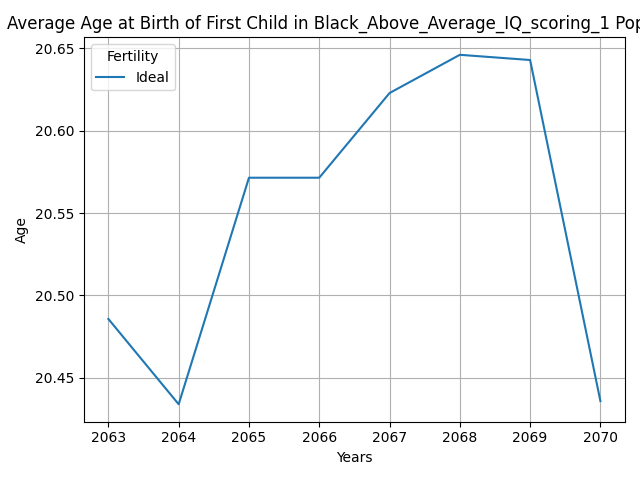 Average Age at Birth of First Child in Black_Above_Average_IQ_scoring_1 Pop
Fertility
Ideal
20.65
20.60
20.55
20.50
20.45
Age
2063 2064 2065 2066 2067 2068 2069 2070
Years